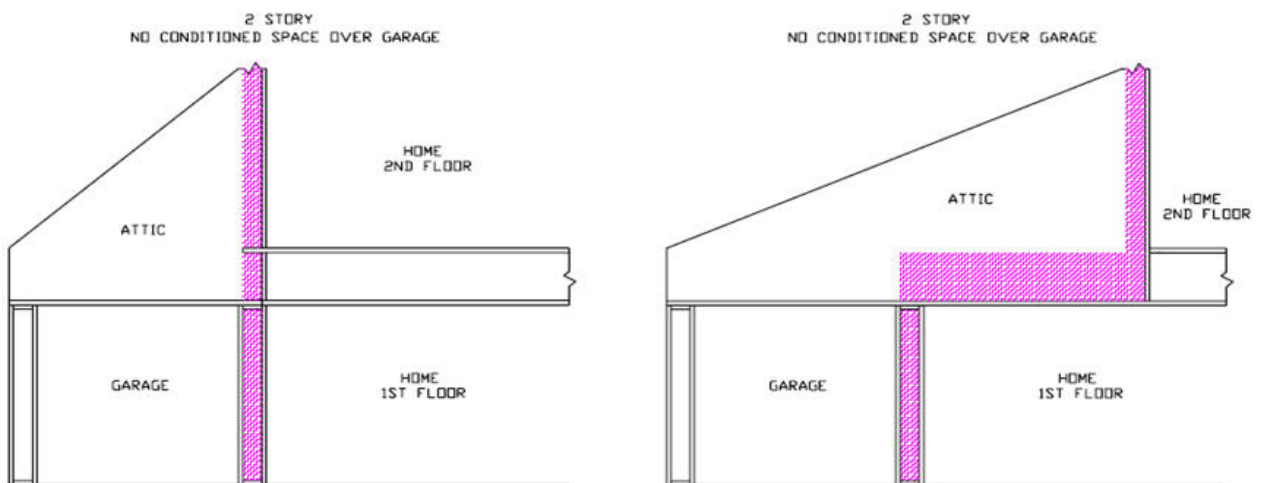 2 STORY
NO CONDITIONED SPACE OVER GARAGE
HOME
2ND FLOOR
ATTIC
GARAGE
HOME
1ST FLOOR
2 STORY
NO CONDITIONED SPACE OVER GARAGE
ATTIC
HOME
2ND FLOOR
GARAGE
HOME
1ST FLOOR